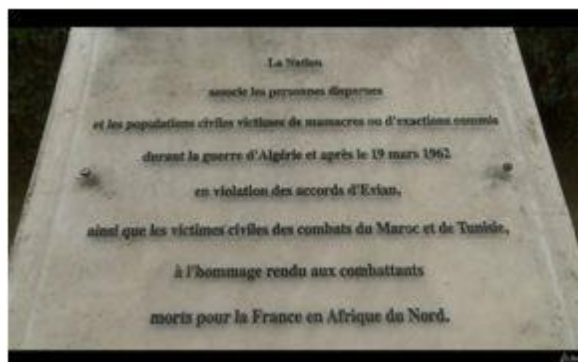 La Nation
associe les personnes disparues
et les populations civiles victimes de massacres ou d'exactions commis
durant la guerre d'Algérie et après le 19 mars 1962
en violation des accords d'Evian,
ainsi que les victimes civiles des combats du Maroc et de Tunisie,
à l'hommage rendu aux combattants
morts pour la France en Afrique du Nord.